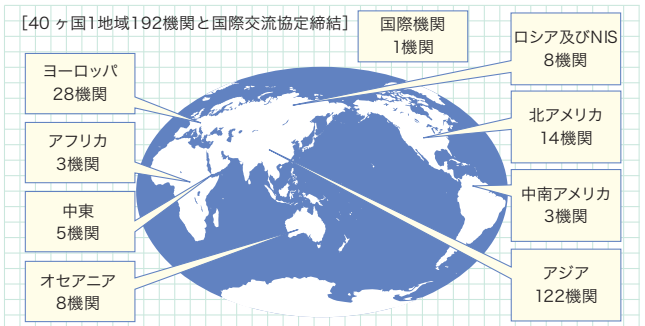 [40ヶ国1地域192機関と国際交流協定締結]
国際機関
1機関
ロシア及びNIS
8機関
ヨーロッパ
28機関
北アメリカ
14機関
アフリカ
3機関
中南アメリカ
3機関
中東
5機関
アジア
122機関
オセアニア
8機関